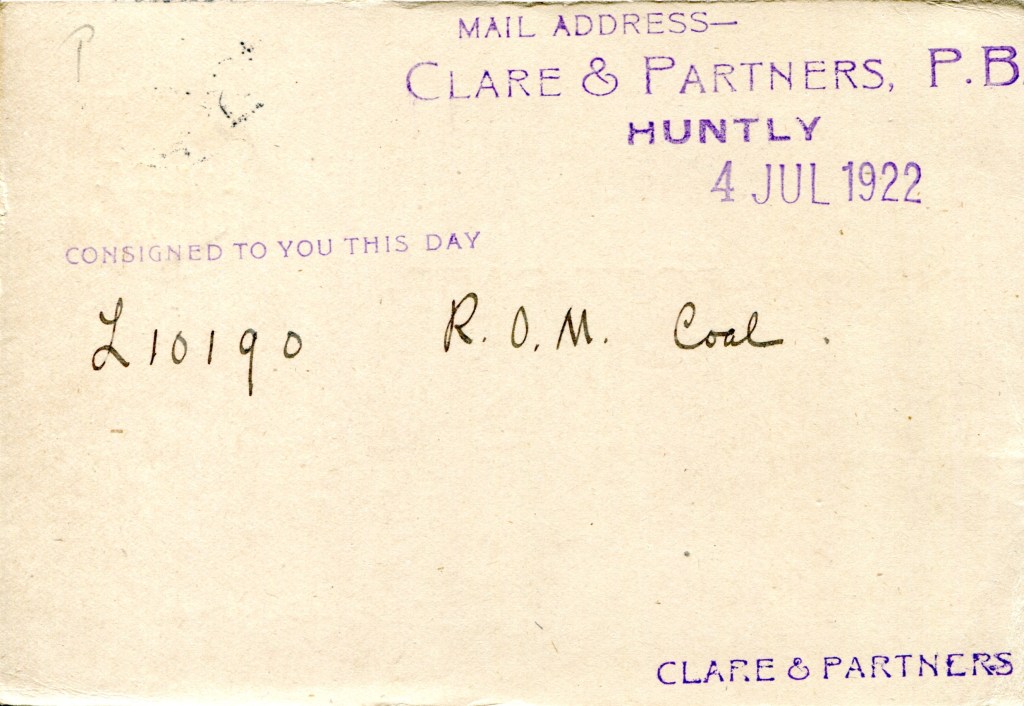 P
MAIL ADDRESS—
CLARE & PARTNERS, P.B
HUNTLY
4 JUL 1922
CONSIGNED TO YOU THIS DAY
L10190 R.O.M. Coal.
CLARE & PARTNERS